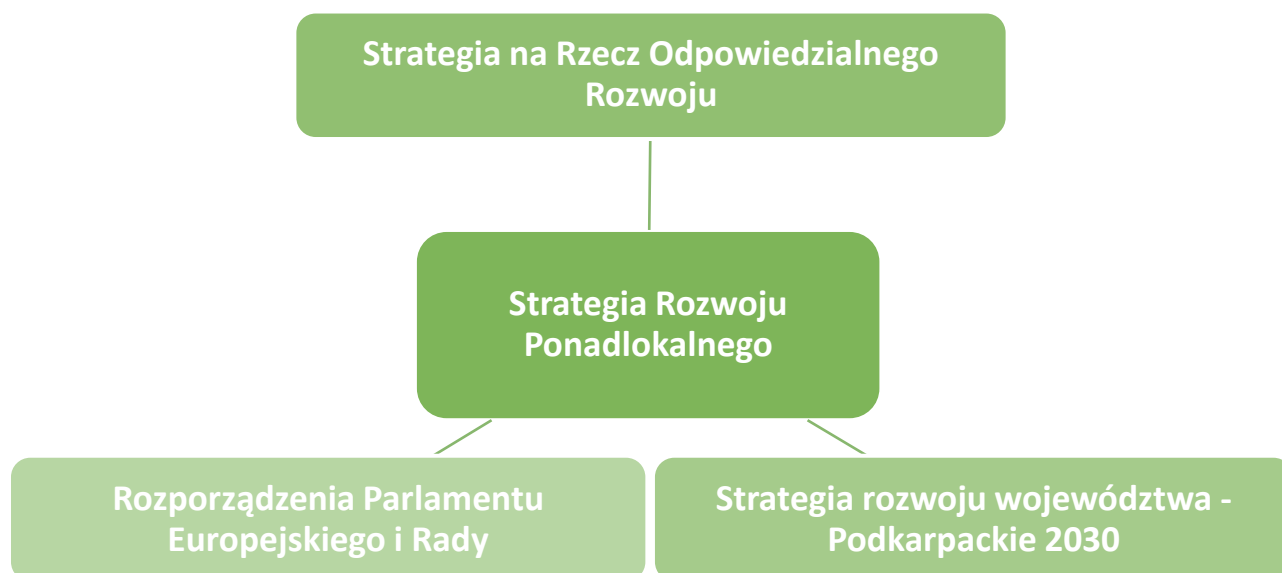 Strategia na Rzecz Odpowiedzialnego
Rozwoju
Strategia Rozwoju
Ponadlokalnego
Rozporządzenia Parlamentu
Europejskiego i Rady
Strategia rozwoju województwa -
Podkarpackie 2030